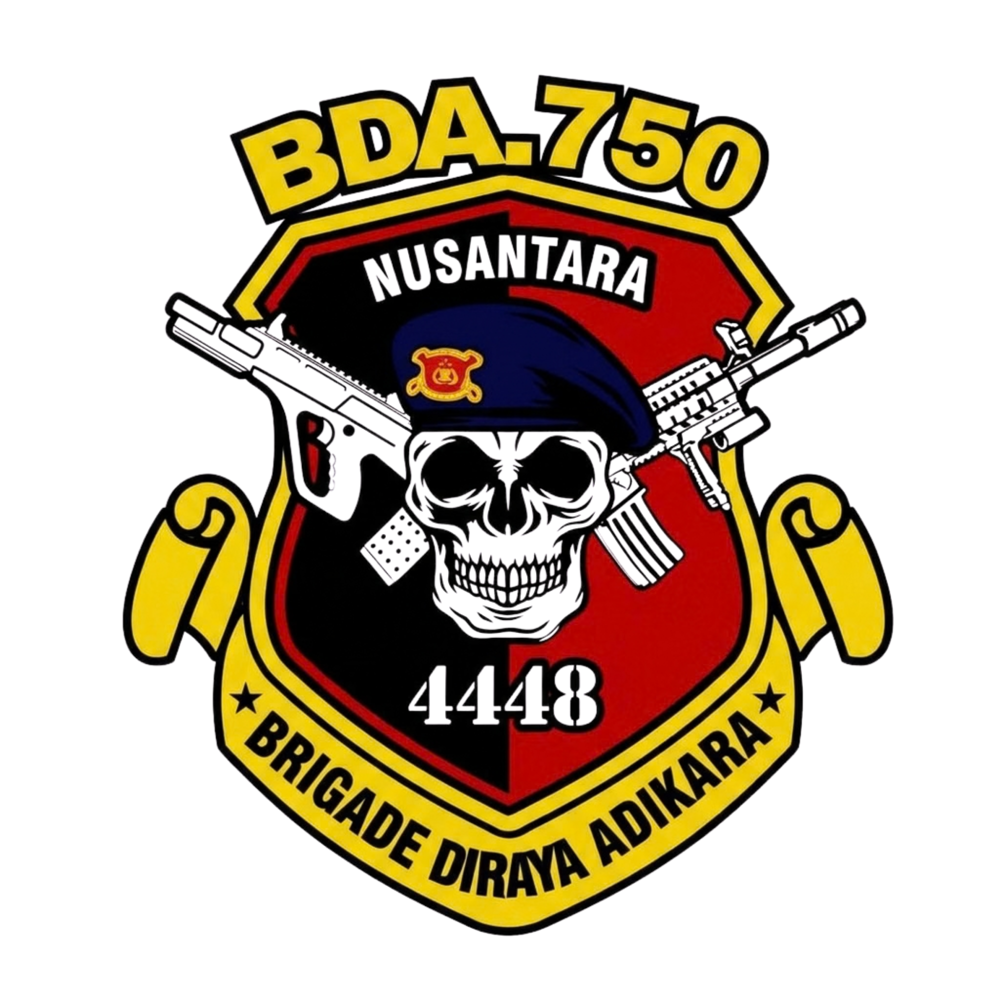 BDA.750
NUSANTARA
4448
★ BRIGADE DIRAYA ADIKARA ★